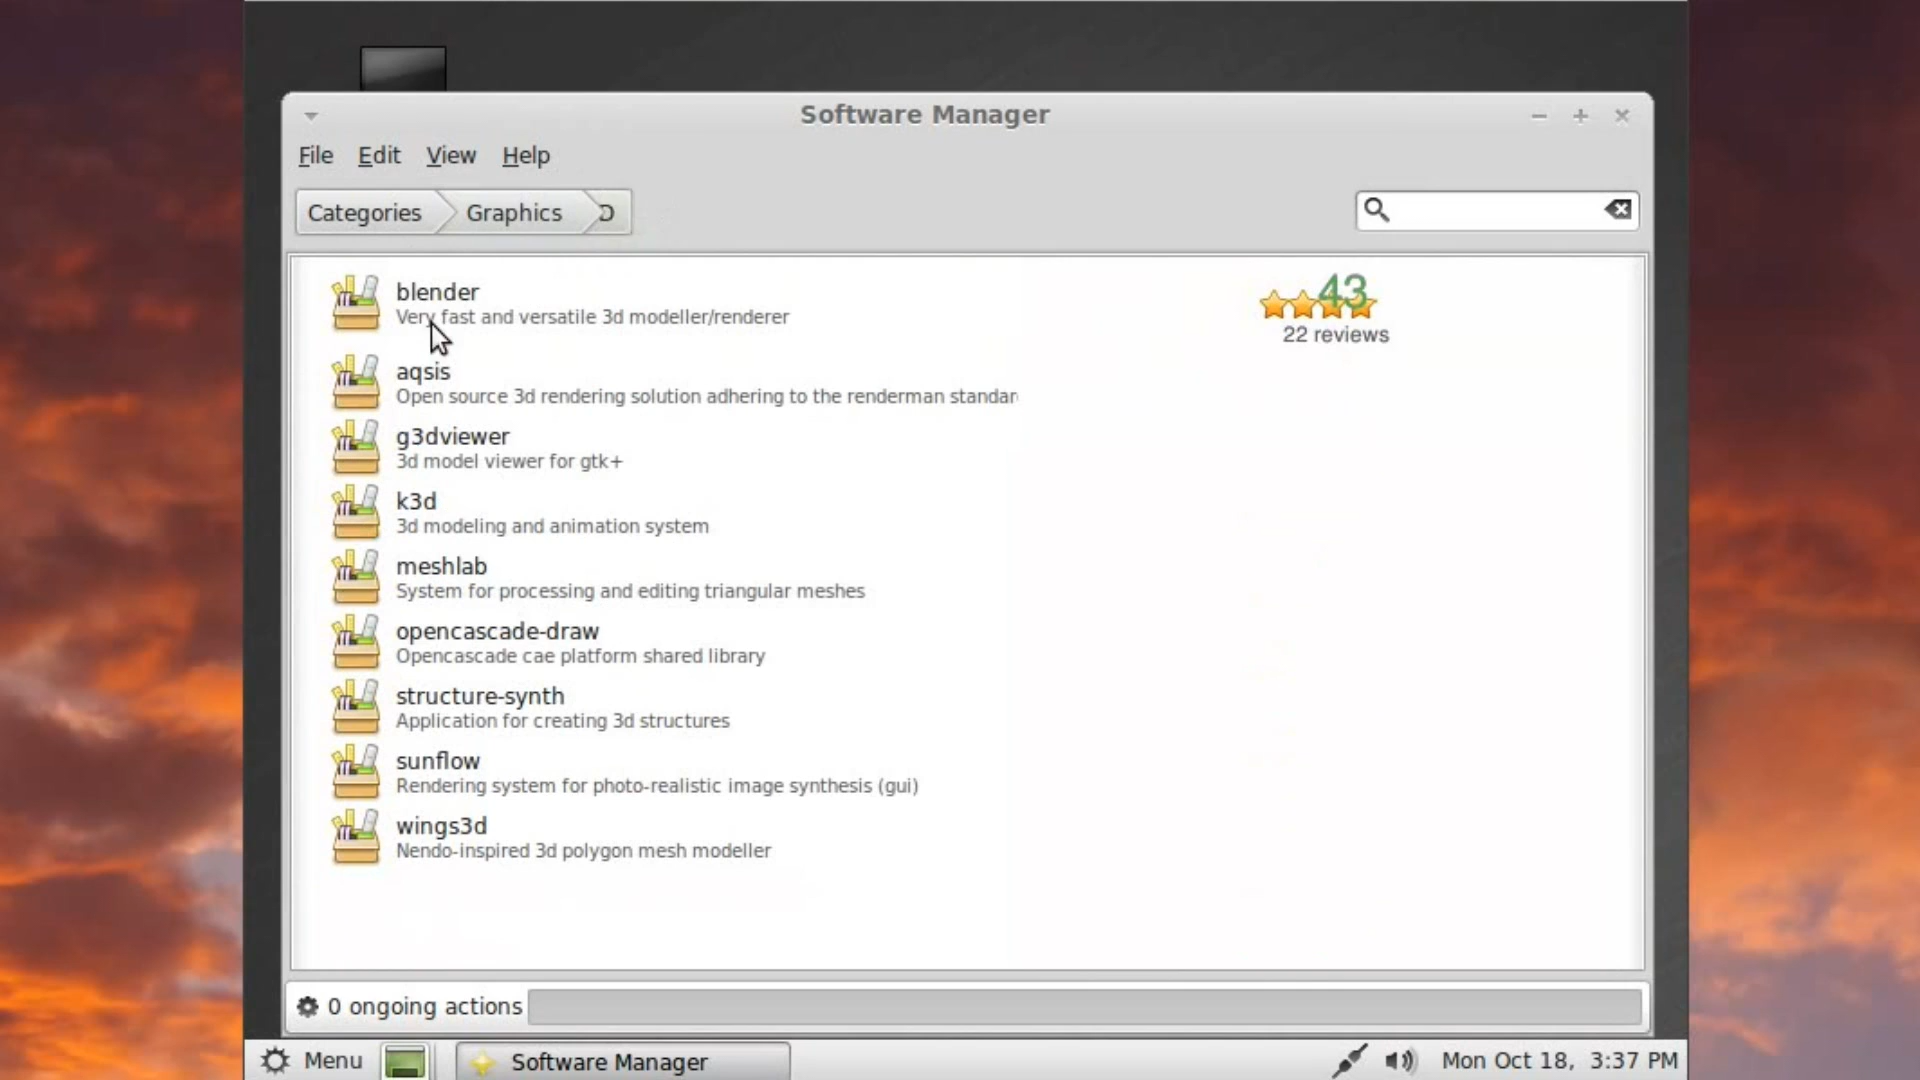 Software Manager
File Edit View Help
Categories Graphics D
blender
Very fast and versatile 3d modeller/renderer
43
22 reviews
aqsis
Open source 3d rendering solution adhering to the renderman standar
g3dviewer
3d model viewer for gtk+
k3d
3d modeling and animation system
meshlab
System for processing and editing triangular meshes
opencascade-draw
Opencascade cae platform shared library
structure-synth
Application for creating 3d structures
sunflow
Rendering system for photo-realistic image synthesis (gui)
wings3d
Nendo-inspired 3d polygon mesh modeller
0 ongoing actions
Menu Software Manager Mon Oct 18, 3:37 PM